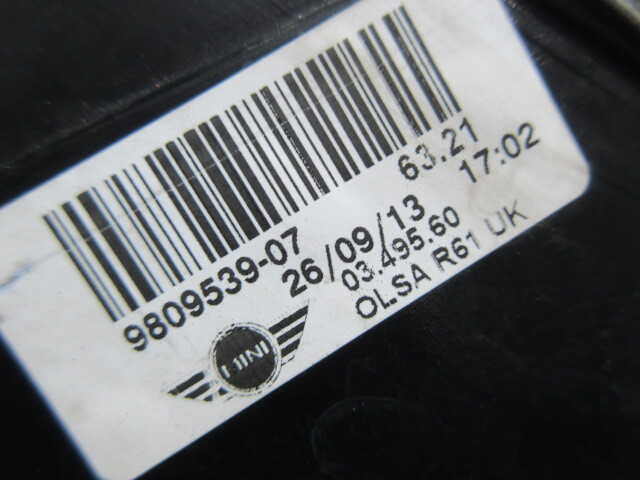 63.21
9809539-07
26/09/13 17:02
03.495.60
OLSA R61 UK
MINI